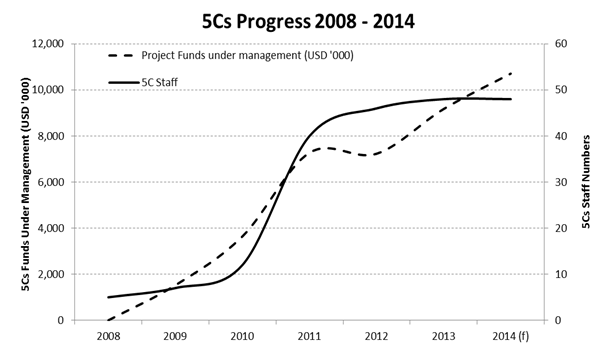 5Cs Progress 2008 - 2014
Project Funds under management (USD '000)
5C Staff
5Cs Funds Under Management (USD '000)
12,000
10,000
8,000
6,000
4,000
2,000
0
60
50
40
30
20
10
0
5Cs Staff Numbers
2008 2009 2010 2011 2012 2013 2014 (f)